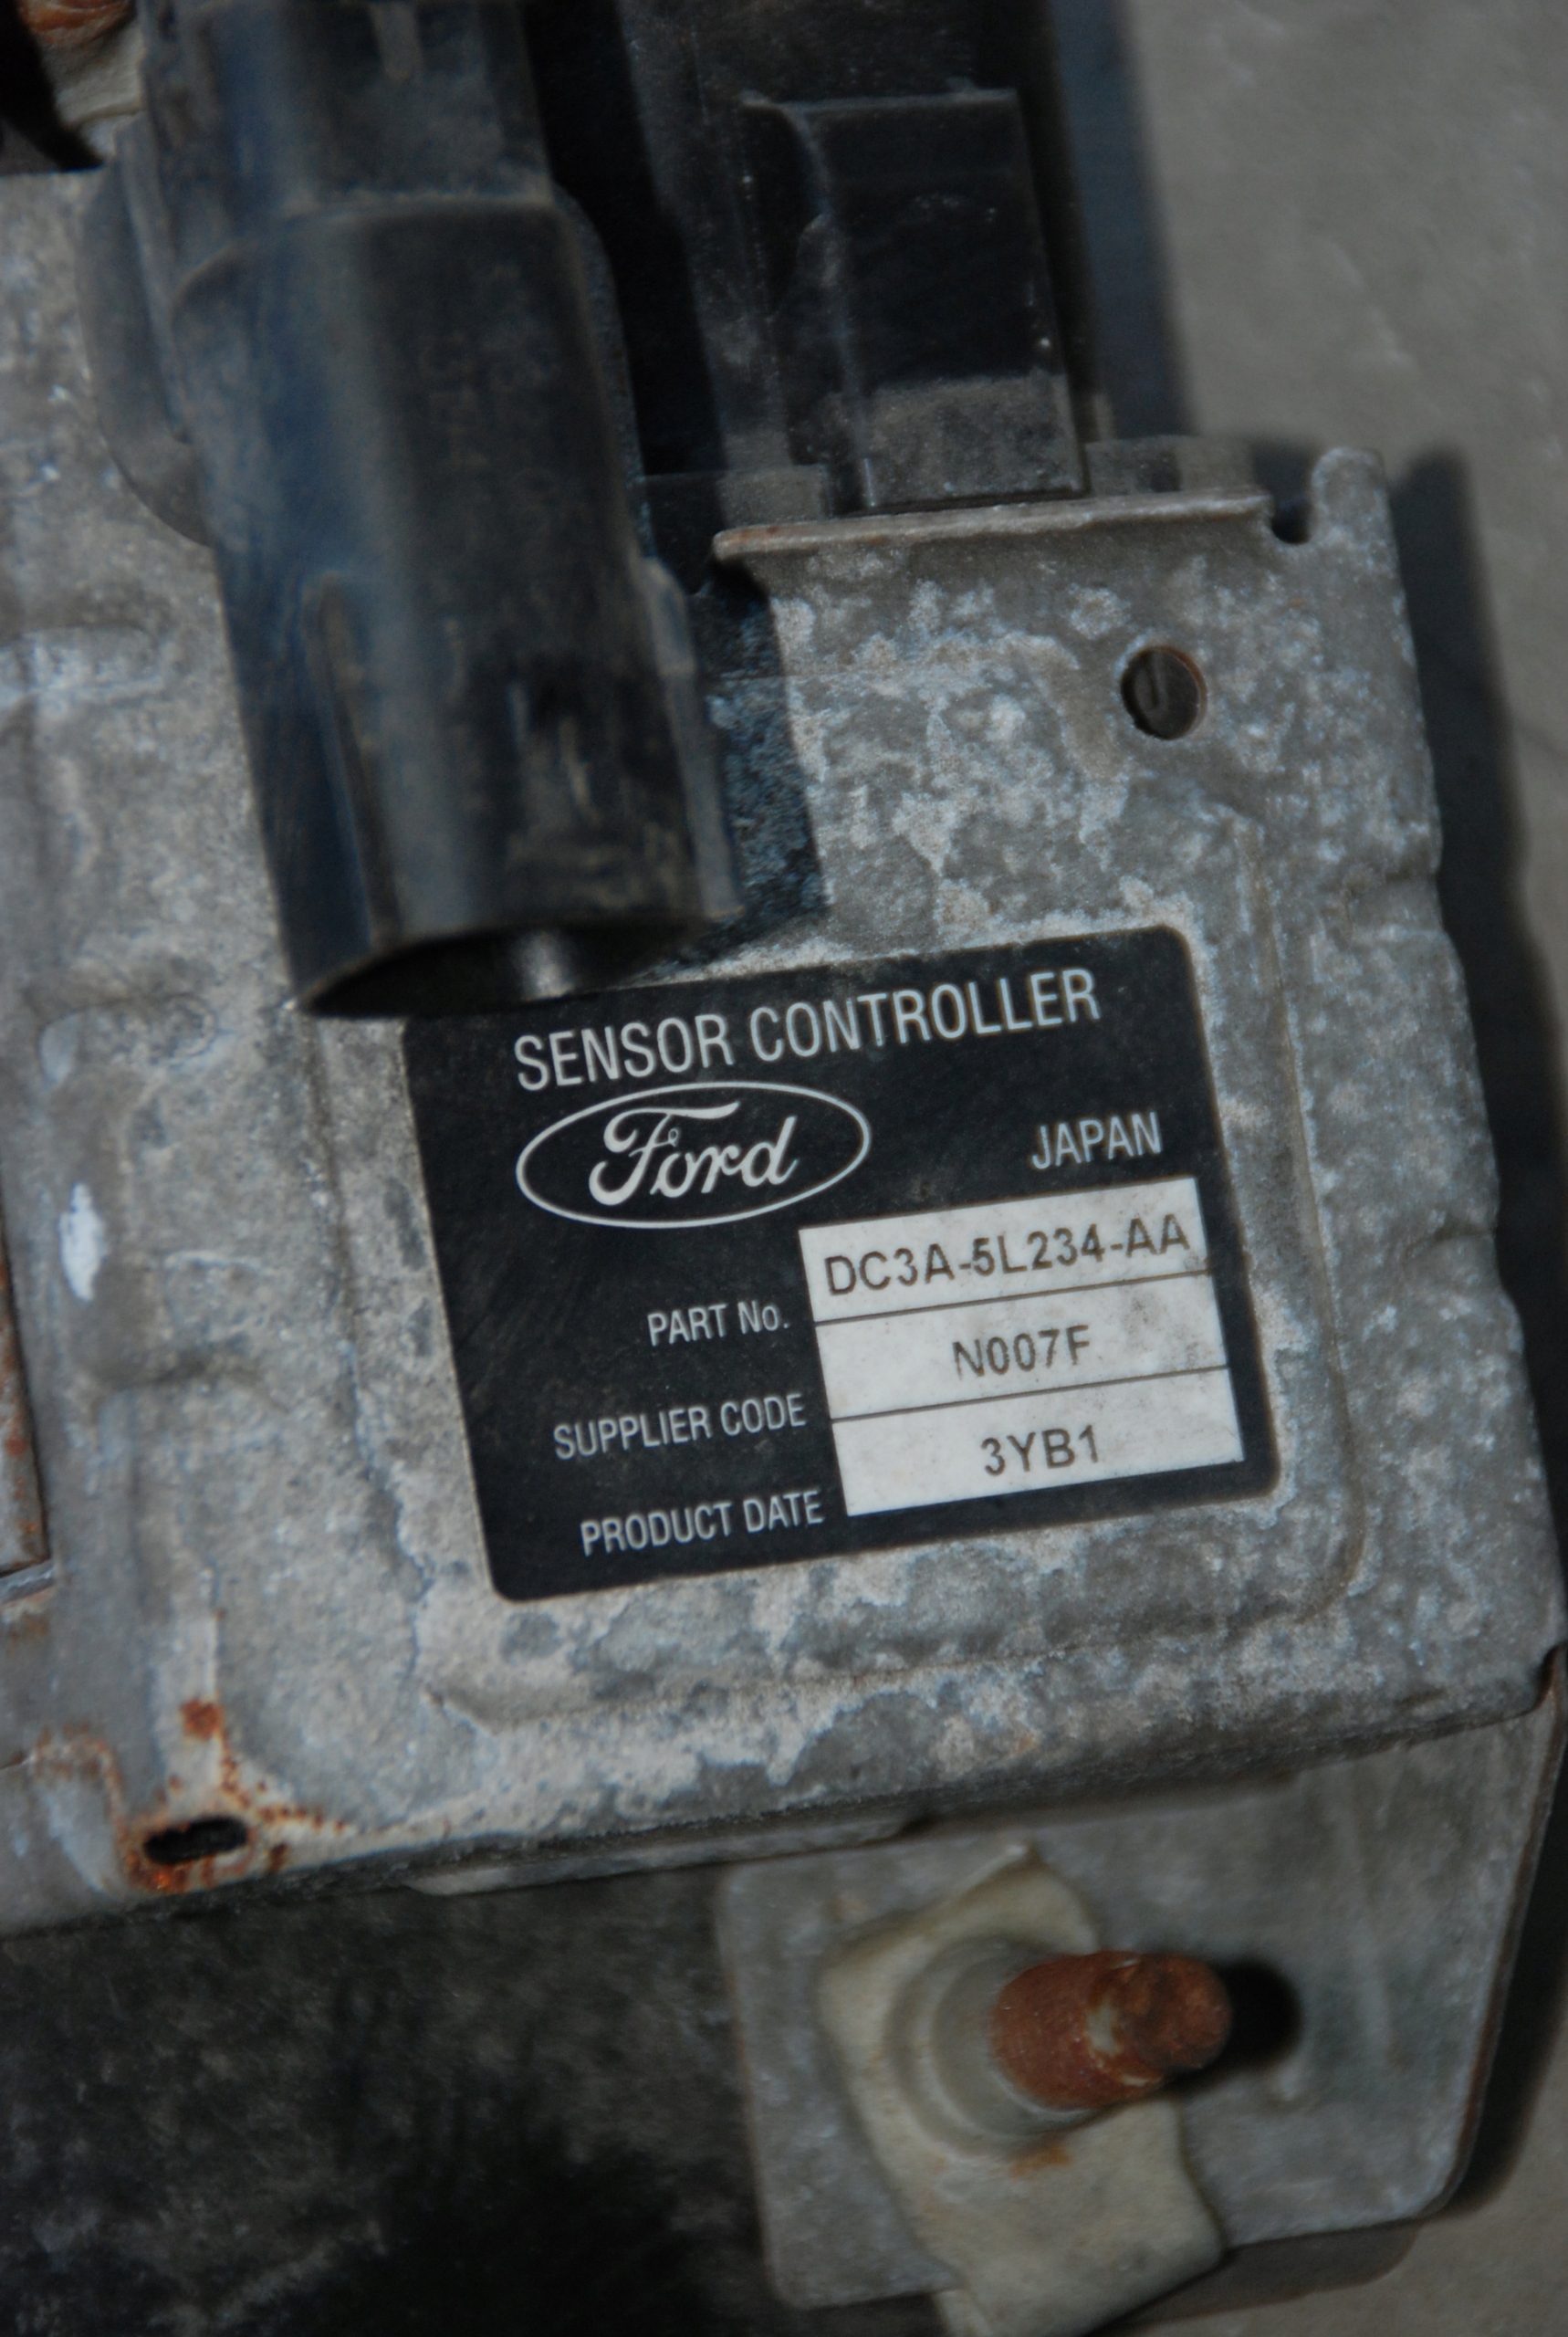 SENSOR CONTROLLER
Ford
JAPAN
PART No. DC3A-5L234-AA
SUPPLIER CODE N007F
PRODUCT DATE 3YB1